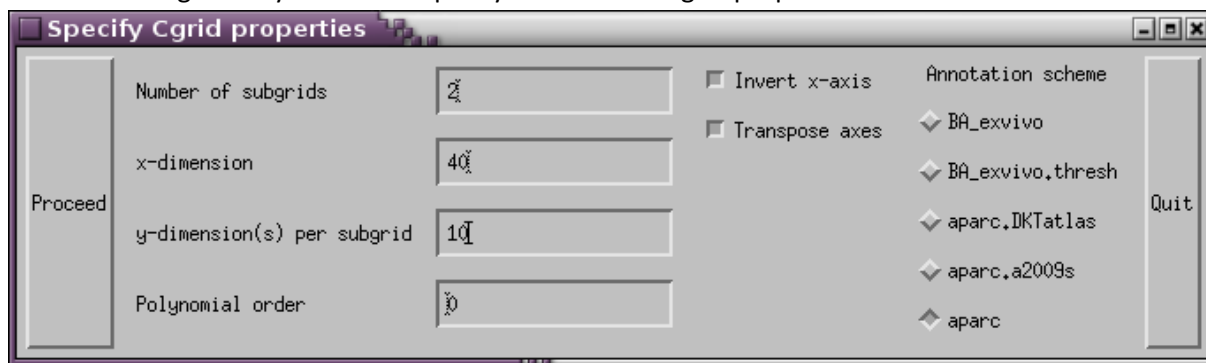 Specify Cgrid properties
Proceed
Number of subgrids
2
x-dimension
40
y-dimension(s) per subgrid
10
Polynomial order
0
Invert x-axis
Transpose axes
Annotation scheme
BA_exvivo
BA_exvivo.thresh
aparc.DKTatlas
aparc.a2009s
aparc
Quit